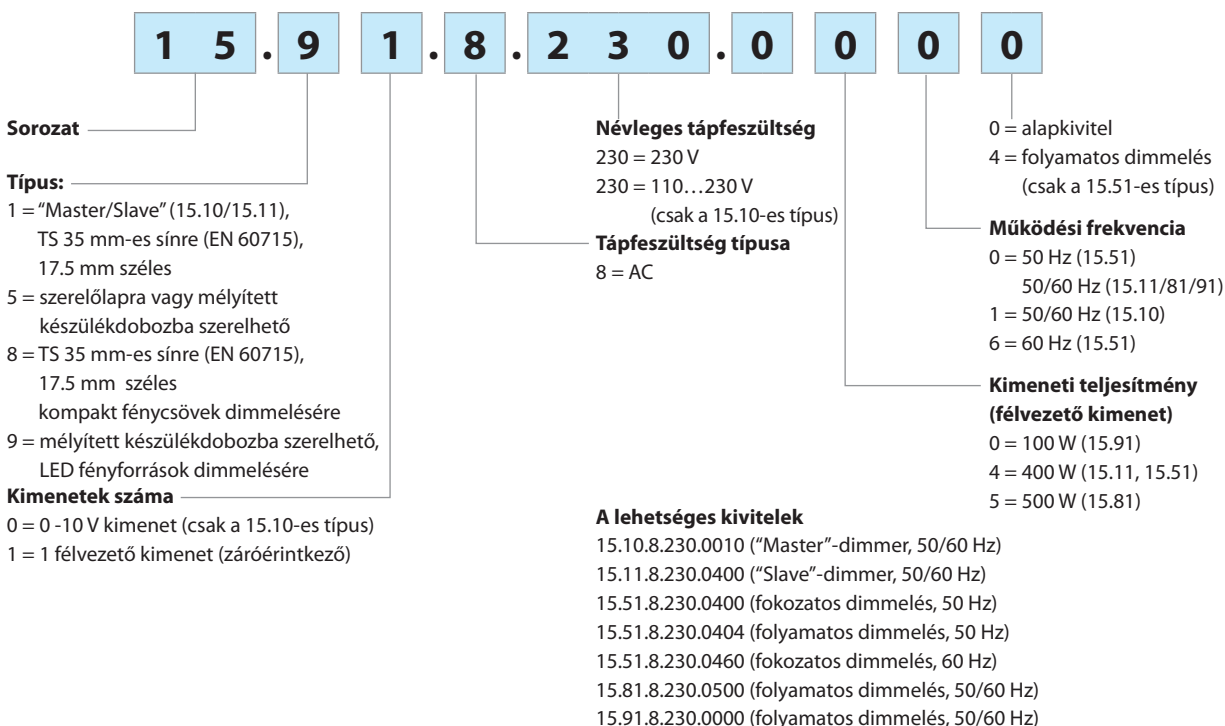 1 5 . 9 1 . 8 . 2 3 0 . 0 0 0 0
Sorozat
Típus:
1 = “Master/Slave” (15.10/15.11),
TS 35 mm-es sínre (EN 60715),
17.5 mm széles
5 = szerelőlapra vagy mélyített
készülékdobozba szerelhető
8 = TS 35 mm-es sínre (EN 60715),
17.5 mm széles
kompakt fénycsövek dimmelésére
9 = mélyített készülékdobozba szerelhető,
LED fényforrások dimmelésére
Kimenetek száma
0 = 0 -10 V kimenet (csak a 15.10-es típus)
1 = 1 félvezető kimenet (záróérintkező)
Névleges tápfeszültség
230 = 230 V
230 = 110…230 V
(csak a 15.10-es típus)
Tápfeszültség típusa
8 = AC
0 = alapkivitel
4 = folyamatos dimmelés
(csak a 15.51-es típus)
Működési frekvencia
0 = 50 Hz (15.51)
50/60 Hz (15.11/81/91)
1 = 50/60 Hz (15.10)
6 = 60 Hz (15.51)
Kimeneti teljesítmény
(félvezető kimenet)
0 = 100 W (15.91)
4 = 400 W (15.11, 15.51)
5 = 500 W (15.81)
A lehetséges kivitelek
15.10.8.230.0010 (“Master”-dimmer, 50/60 Hz)
15.11.8.230.0400 (“Slave”-dimmer, 50/60 Hz)
15.51.8.230.0400 (fokozatos dimmelés, 50 Hz)
15.51.8.230.0404 (folyamatos dimmelés, 50 Hz)
15.51.8.230.0460 (fokozatos dimmelés, 60 Hz)
15.81.8.230.0500 (folyamatos dimmelés, 50/60 Hz)
15.91.8.230.0000 (folyamatos dimmelés, 50/60 Hz)